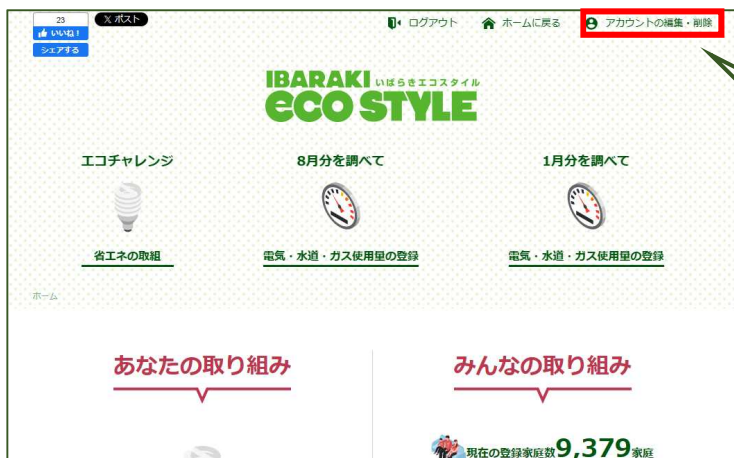 23
いいね！
シェアする
X ポスト
ログアウト
ホームに戻る
アカウントの編集・削除
IBARAKI いばらきエコスタイル
eco STYLE
エコチャレンジ
省エネの取組
8月分を調べて
電気・水道・ガス使用量の登録
1月分を調べて
電気・水道・ガス使用量の登録
ホーム
あなたの取り組み
みんなの取り組み
現在の登録家庭数9,379家庭